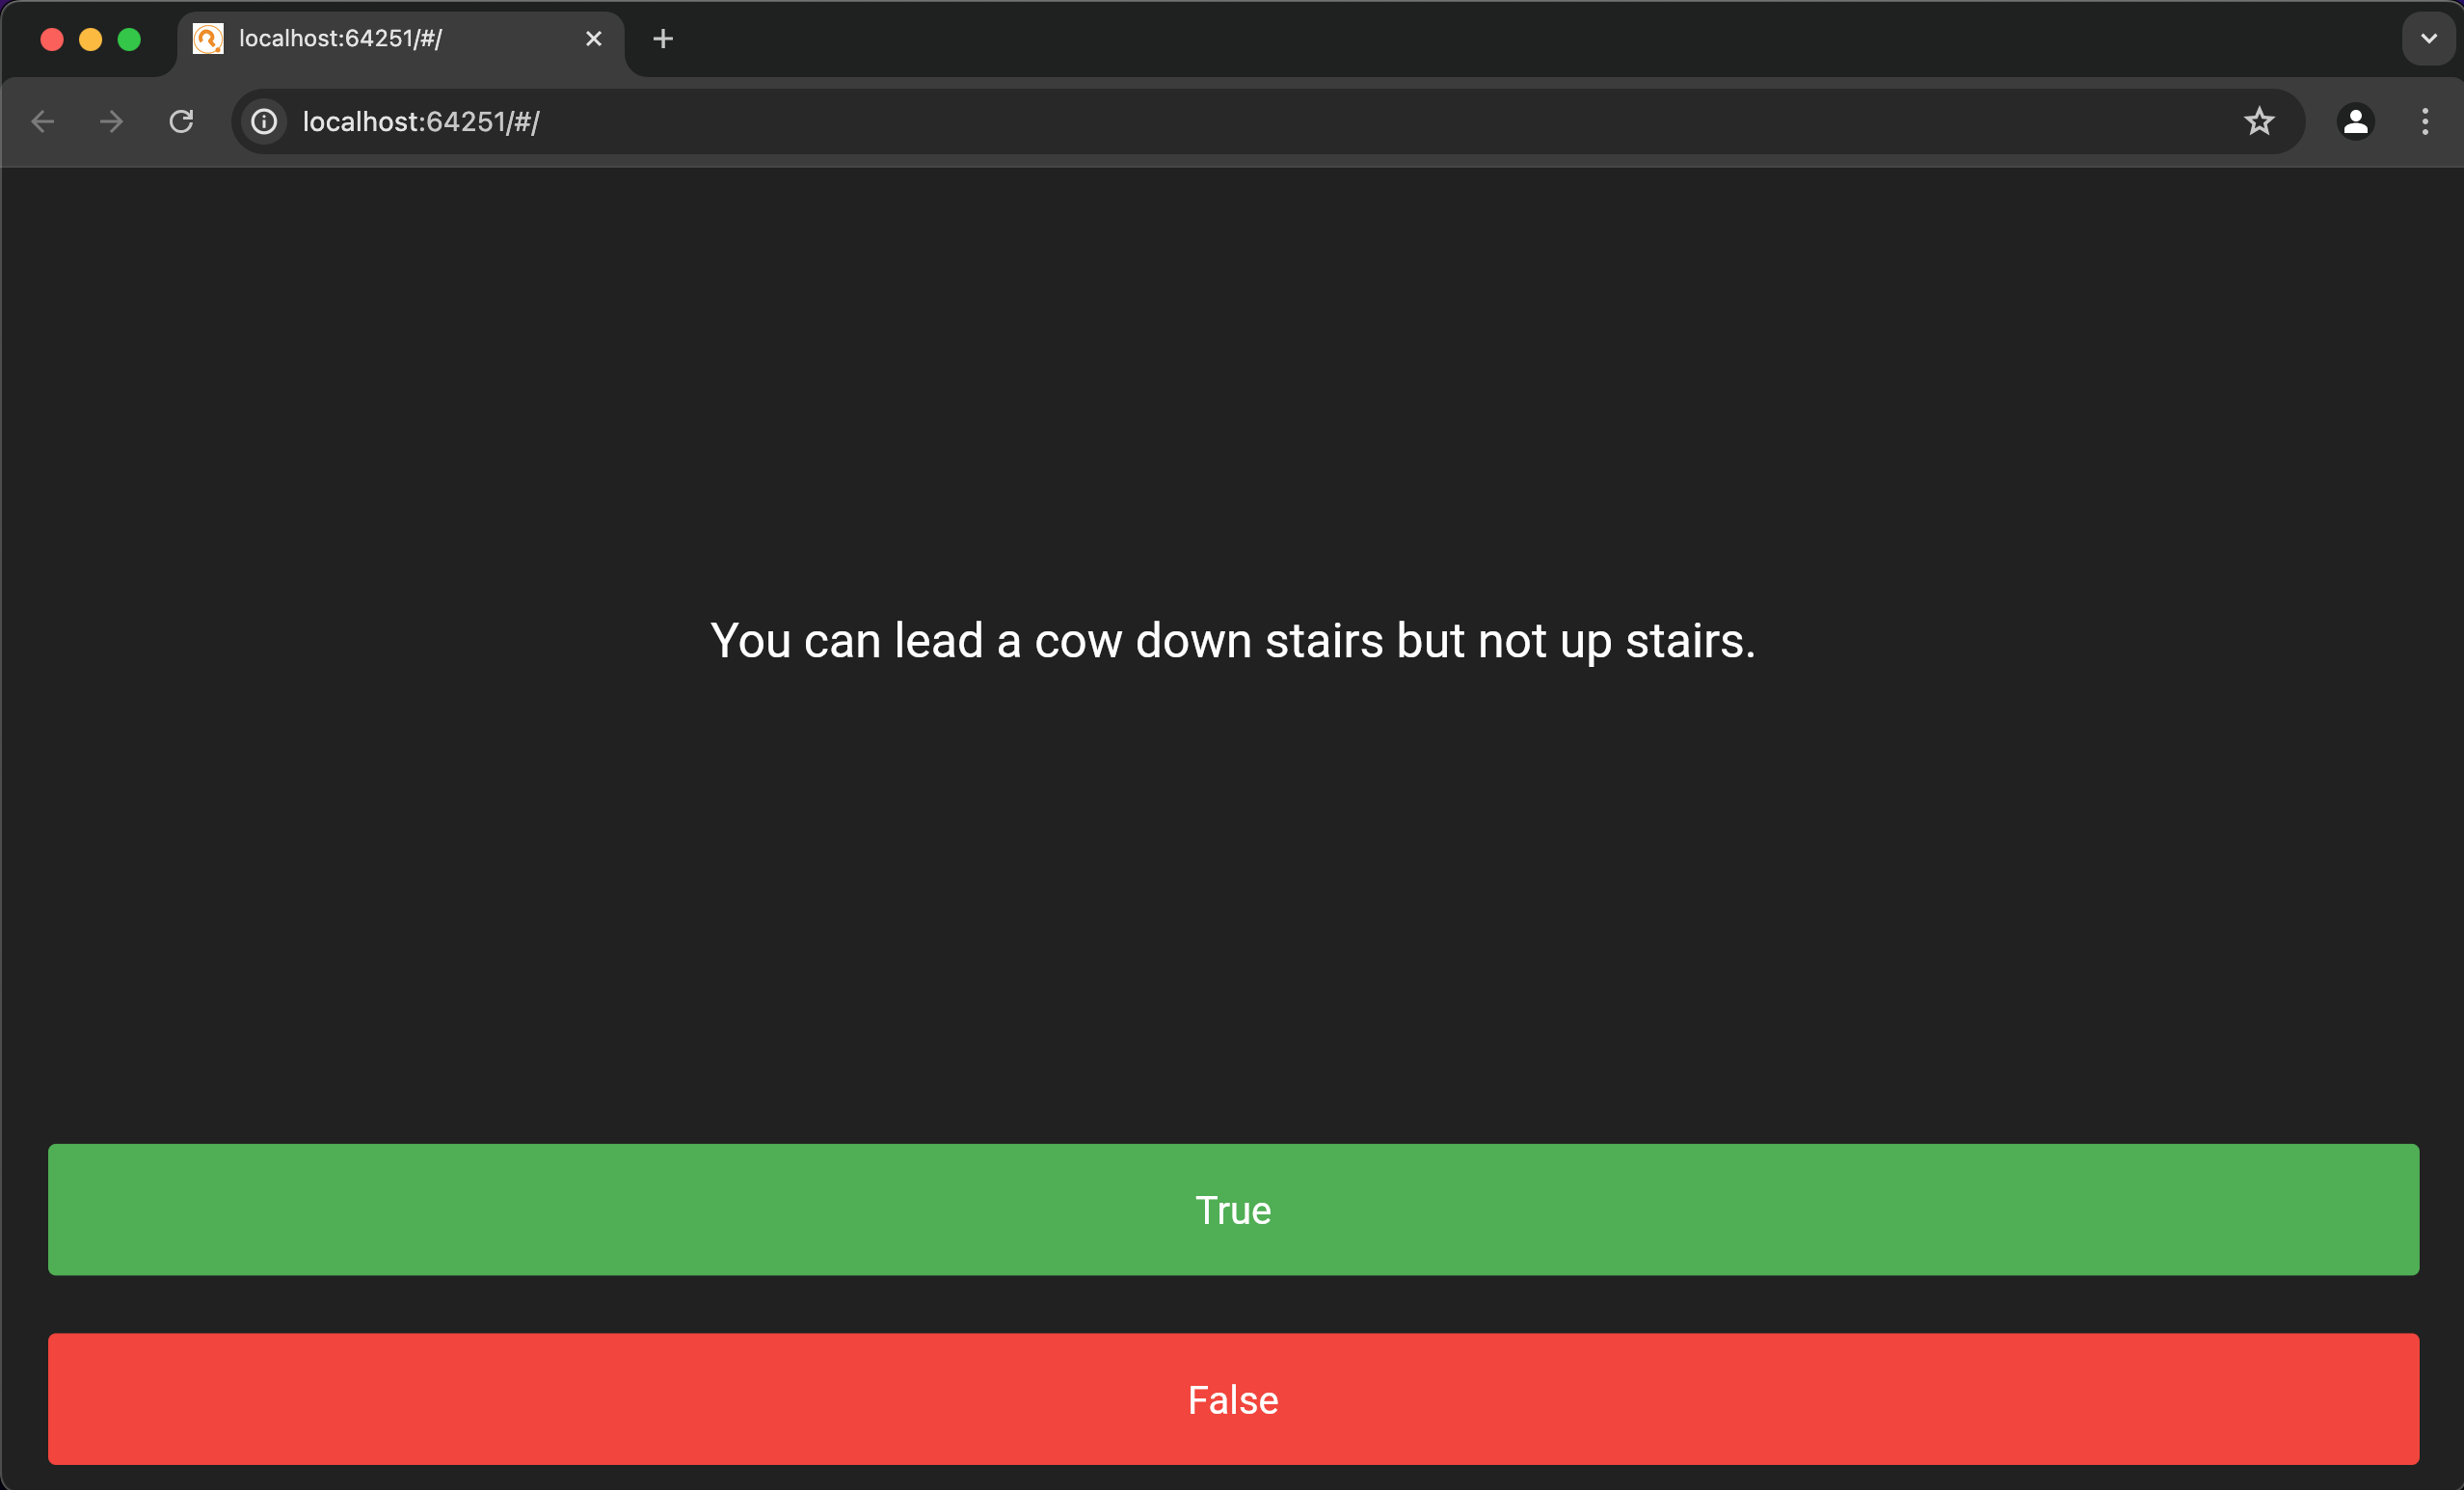 localhost:64251/#/
localhost:64251/#/
You can lead a cow down stairs but not up stairs.
True
False